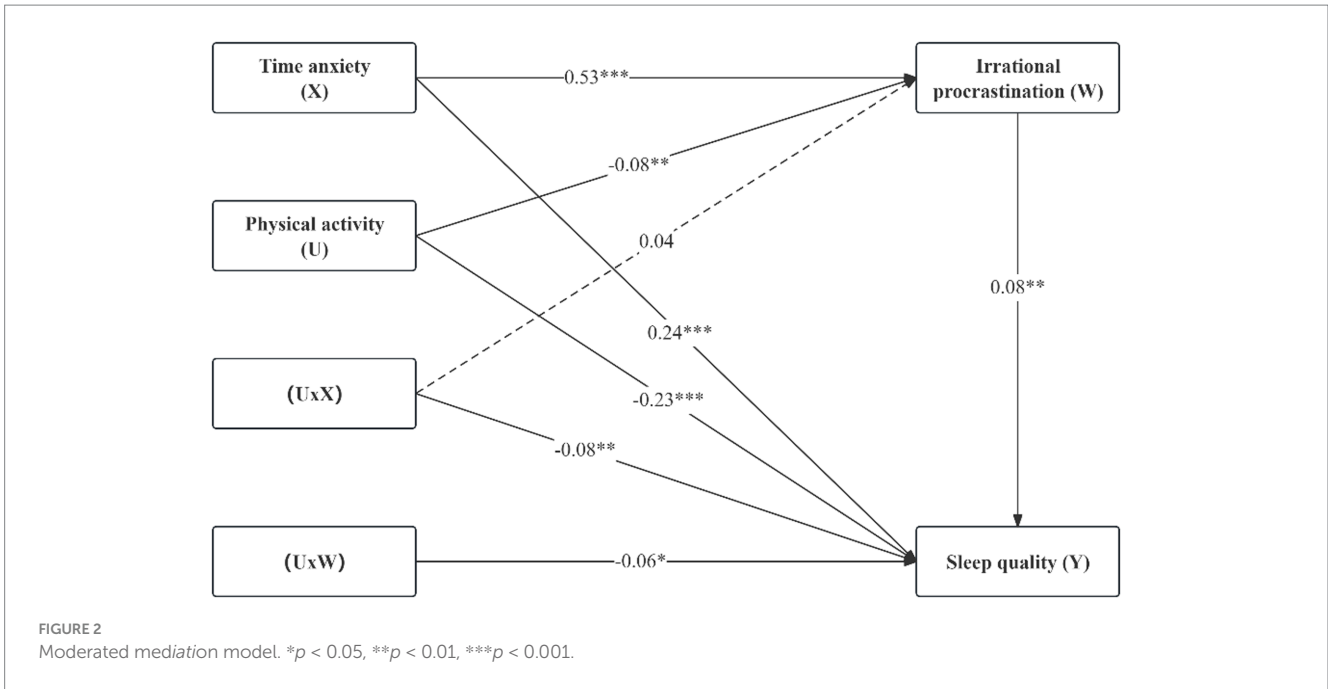 Time anxiety
(X)
0.53***
Irrational
procrastination (W)
-0.08**
Physical activity
(U)
0.04
0.08**
0.24***
(UxX)
-0.23***
-0.08**
(UxW)
-0.06*
Sleep quality (Y)
FIGURE 2
Moderated mediation model. *p < 0.05, **p < 0.01, ***p < 0.001.